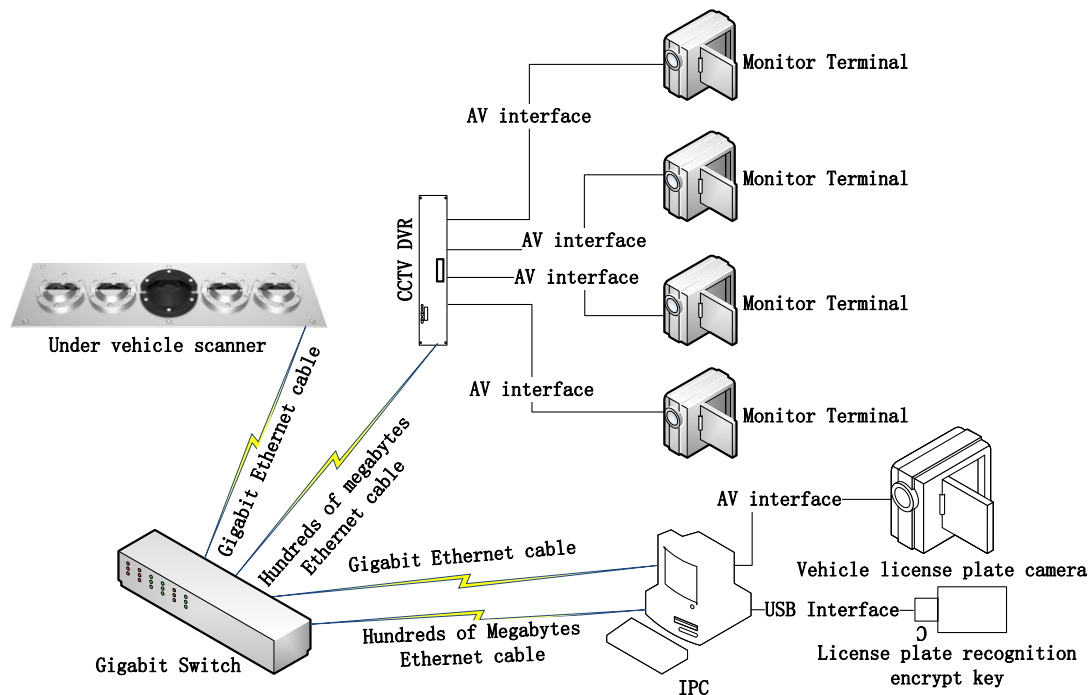 Monitor Terminal
AV interface
Monitor Terminal
CCTV DVR
AV interface
AV interface
Monitor Terminal
Under vehicle scanner
AV interface
Monitor Terminal
Gigabit Ethernet cable
Hundreds of megabytes
Ethernet cable
AV interface
Gigabit Ethernet cable
Vehicle license plate camera
USB Interface
Hundreds of Megabytes
Ethernet cable
Gigabit Switch
License plate recognition
encrypt key
IPC